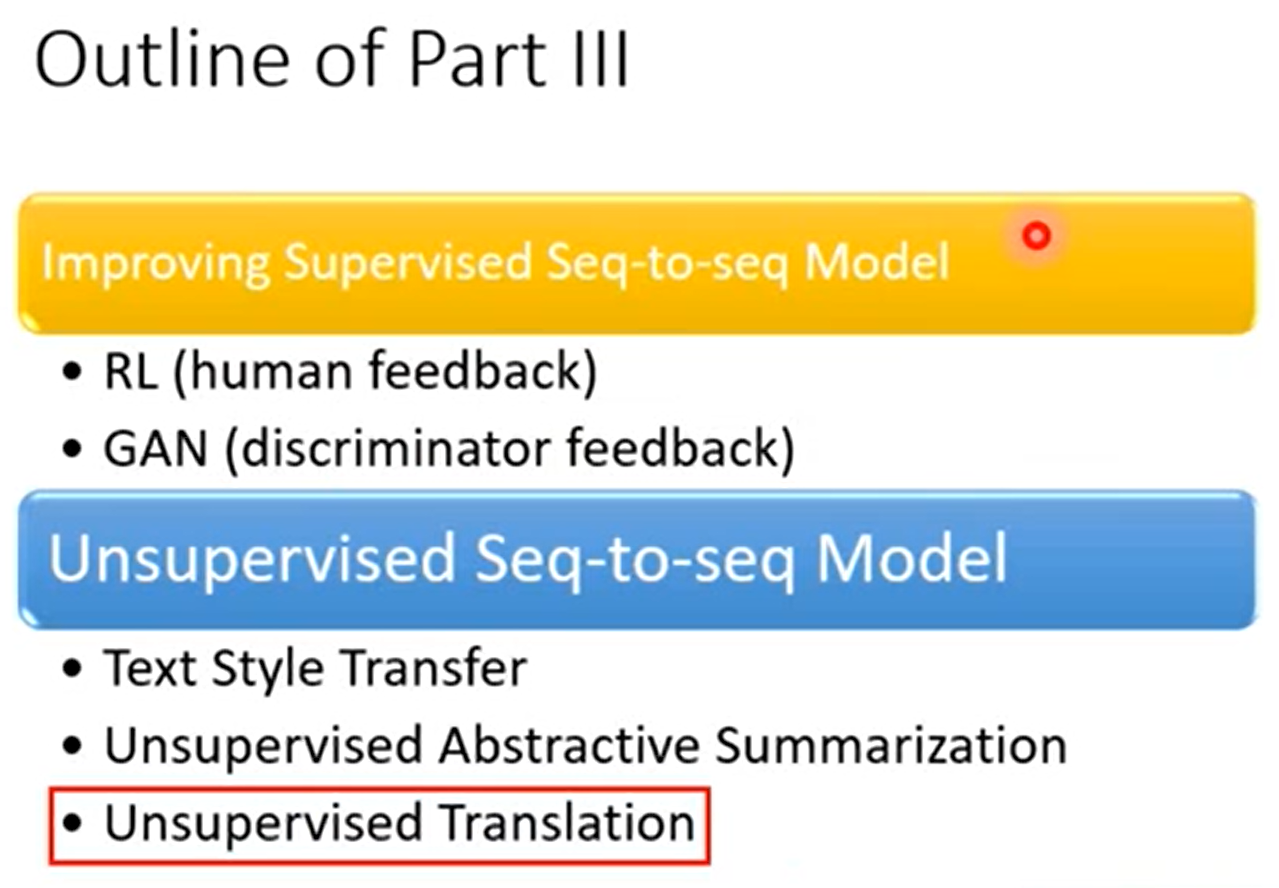 Outline of Part III
Improving Supervised Seq-to-seq Model
• RL (human feedback)
• GAN (discriminator feedback)
Unsupervised Seq-to-seq Model
• Text Style Transfer
• Unsupervised Abstractive Summarization
• Unsupervised Translation